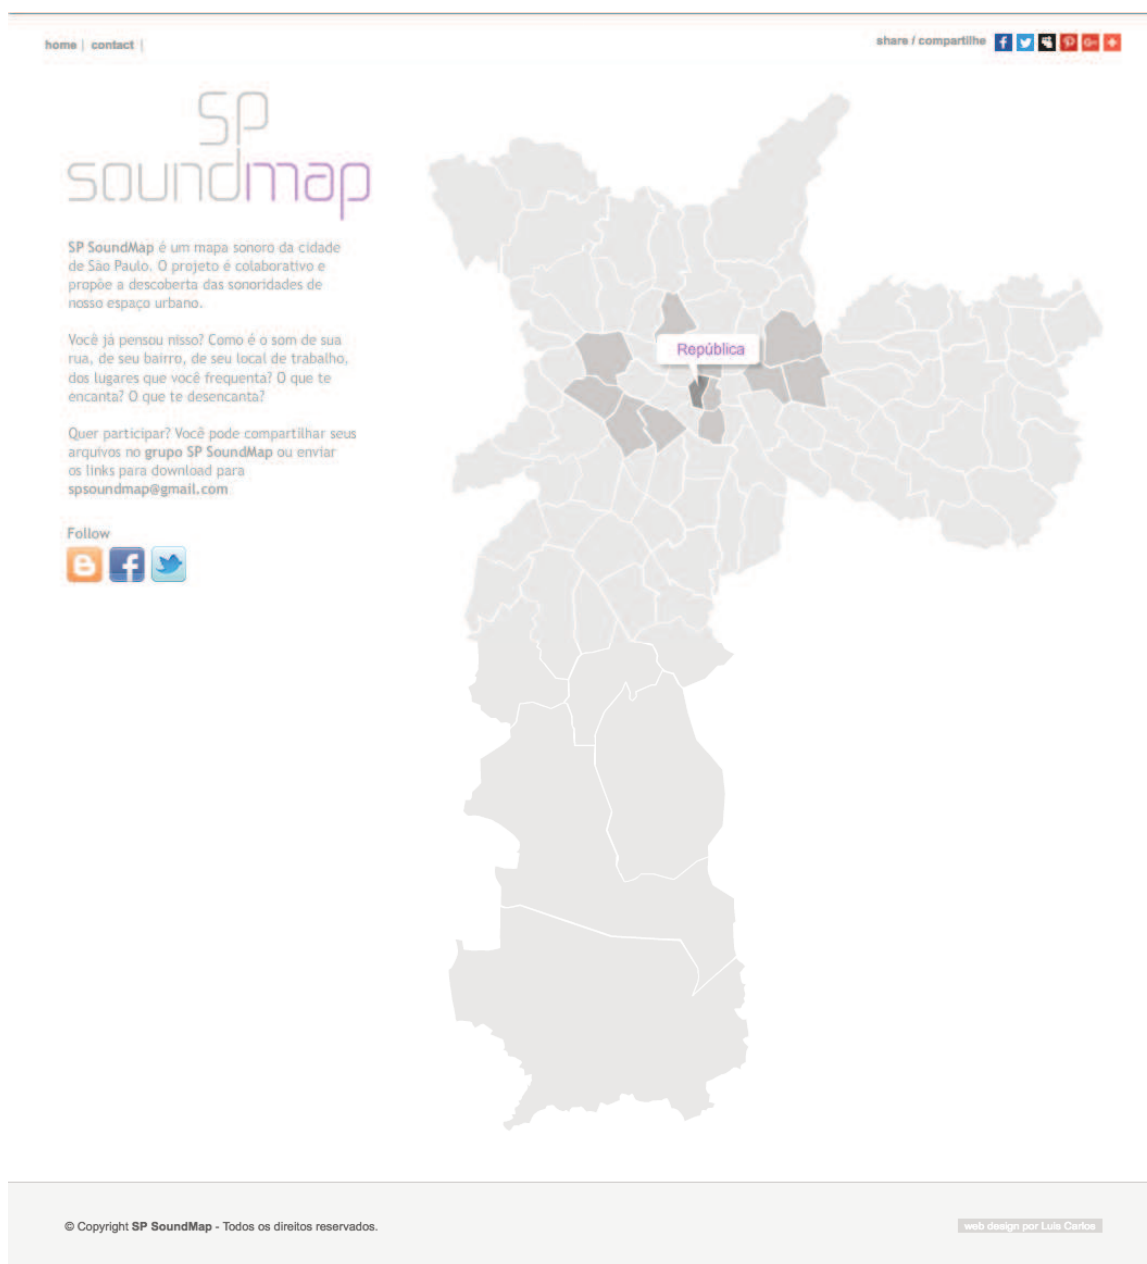 home | contact |
share / compartilhe
sp
soundmap
SP SoundMap é um mapa sonoro da cidade
de São Paulo. O projeto é colaborativo e
propõe a descoberta das sonoridades de
nosso espaço urbano.
Você já pensou nisso? Como é o som de sua
rua, de seu bairro, de seu local de trabalho,
dos lugares que você frequenta? O que te
encanta? O que te desencanta?
Quer participar? Você pode compartilhar seus
arquivos no grupo SP SoundMap ou enviar
os links para download para
spsoundmap@gmail.com
Follow
República
© Copyright SP SoundMap - Todos os direitos reservados.
web design por Luis Carlos